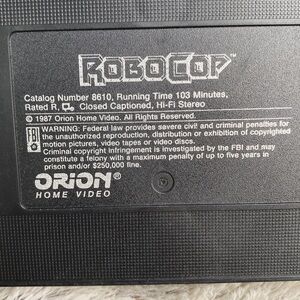 ROBOCOP™
Catalog Number 8610, Running Time 103 Minutes,
Rated R, Closed Captioned, Hi-Fi Stereo
© 1987 Orion Home Video. All Rights Reserved.
FBI
WARNING: Federal law provides severe civil and criminal penalties for
the unauthorized reproduction, distribution or exhibition of copyrighted
motion pictures, video tapes or video discs.
Criminal copyright infringement is investigated by the FBI and may
constitute a felony with a maximum penalty of up to five years in
prison and/or $250,000 fine.
ORION®
HOME VIDEO